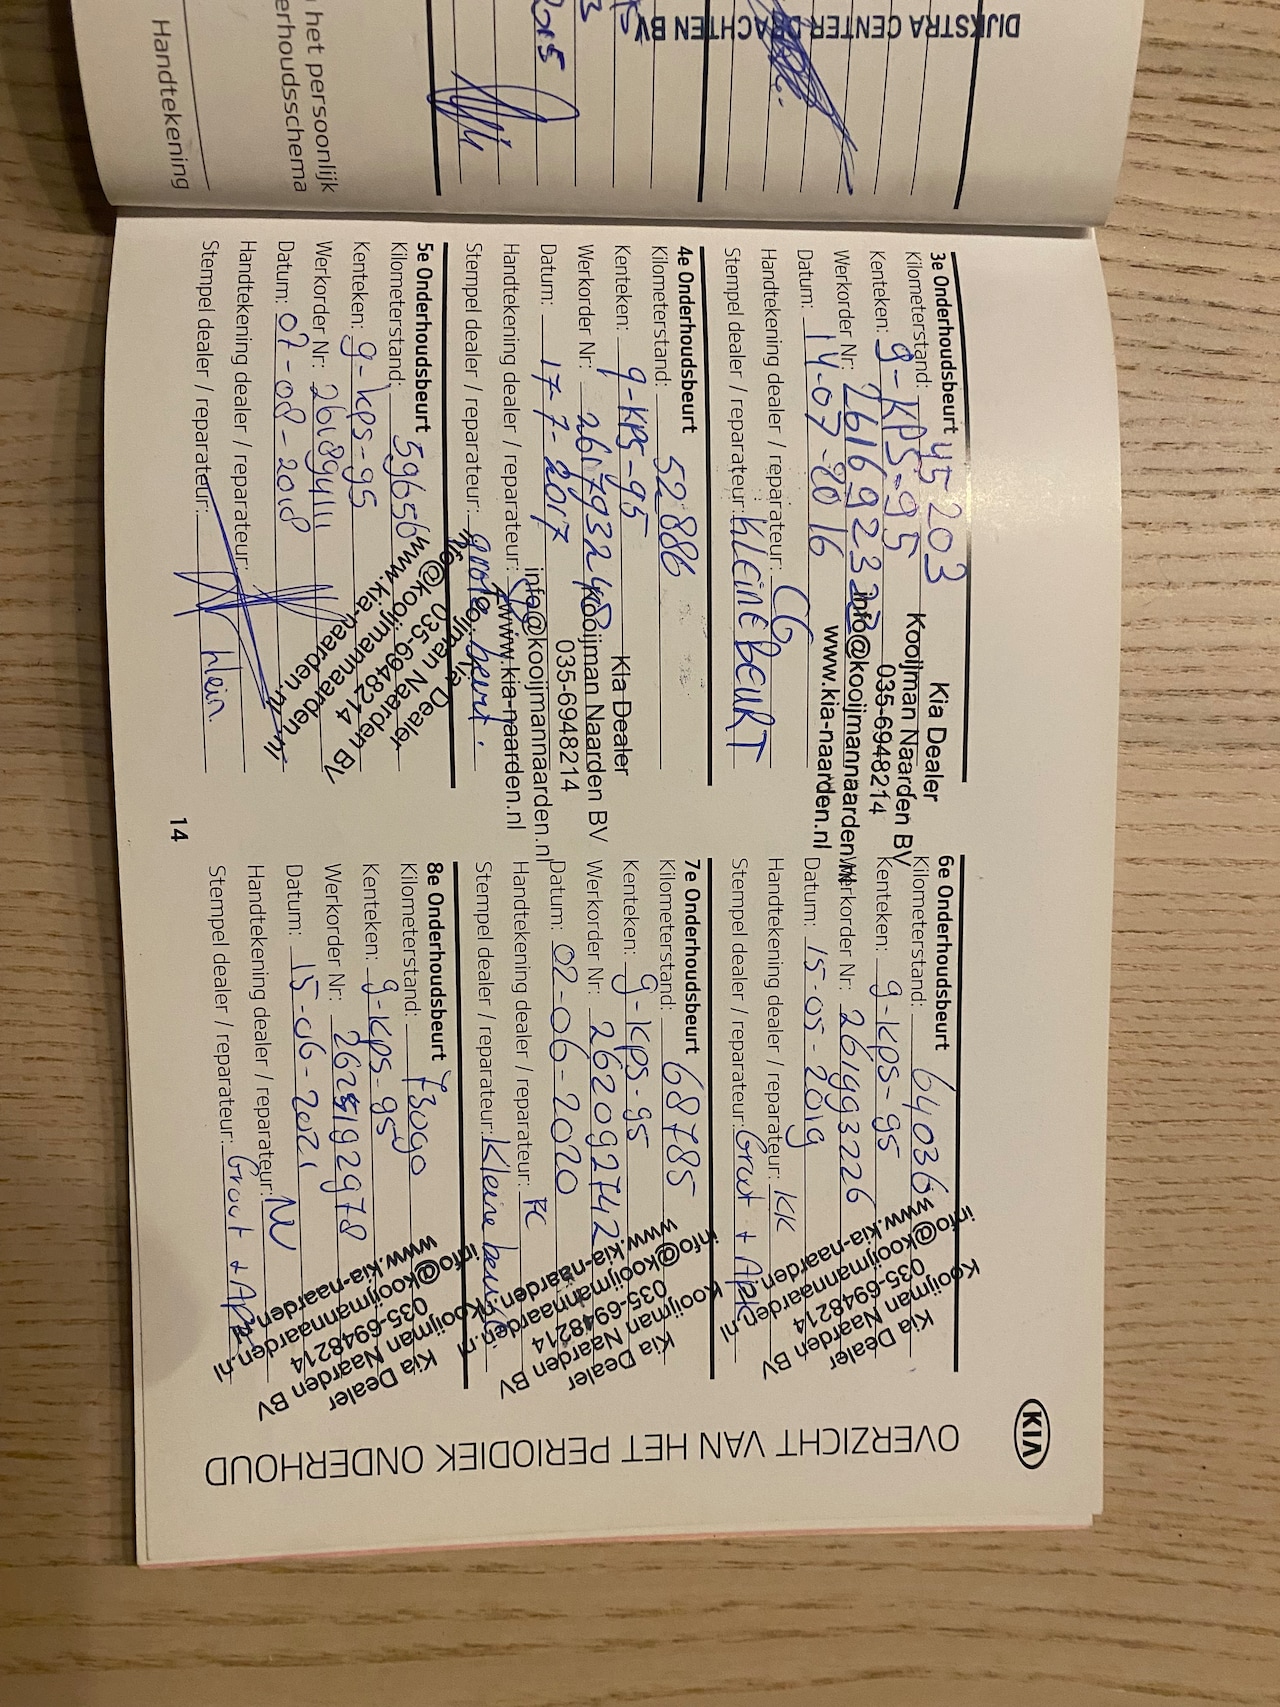 DIJKSTRA CENTER DRACHTEN BV
2015
het persoonlijk
erhoudsschema
Handtekening
KIA
OVERZICHT VAN HET PERIODIEK ONDERHOUD
3e Onderhoudsbeurt
Kilometerstand: 45 203
Kenteken: 9-KPS-95
Werkorder Nr: 261692333
Datum: 14-07-2016
Handtekening dealer / reparateur: CG
Stempel dealer / reparateur: KleinE BEURT
Kia Dealer
Kooijman Naarden BV
035-6948214
info@kooijmannaarden.nl
www.kia-naarden.nl
4e Onderhoudsbeurt
Kilometerstand: 52 886
Kenteken: 9-KPS-95
Werkorder Nr:
Datum: 17-7-2017
Handtekening dealer / reparateur:
Stempel dealer / reparateur: grote beurt.
Kia Dealer
Kooijman Naarden BV
035-6948214
info@kooijmannaarden.nl
www.kia-naarden.nl
5e Onderhoudsbeurt
Kilometerstand: 59656
Kenteken: 9-kps-95
Werkorder Nr: 261894111
Datum: 07-08-2018
Handtekening dealer / reparateur:
Stempel dealer / reparateur: klein.
Kia Dealer
Kooijman Naarden BV
035-6948214
info@kooijmannaarden.nl
www.kia-naarden.nl
14
6e Onderhoudsbeurt
Kilometerstand: 64036
Kenteken: 9-kps-95
Werkorder Nr: 261993226
Datum: 15-05-2019
Handtekening dealer / reparateur: KK
Stempel dealer / reparateur: Groot + Apk
Kia Dealer
Kooijman Naarden BV
035-6948214
info@kooijmannaarden.nl
www.kia-naarden.nl
7e Onderhoudsbeurt
Kilometerstand: 68785
Kenteken: 9-kps-95
Werkorder Nr: 262092742
Datum: 02-06-2020
Handtekening dealer / reparateur:
Stempel dealer / reparateur: Kleine beurt
Kia Dealer
Kooijman Naarden BV
035-6948214
info@kooijmannaarden.nl
www.kia-naarden.nl
8e Onderhoudsbeurt
Kilometerstand: 73090
Kenteken: 9-kps-95
Werkorder Nr:
Datum: 15-06-2021
Handtekening dealer / reparateur:
Stempel dealer / reparateur: Groot + Apk
Kia Dealer
Kooijman Naarden BV
035-6948214
info@kooijmannaarden.nl
www.kia-naarden.nl